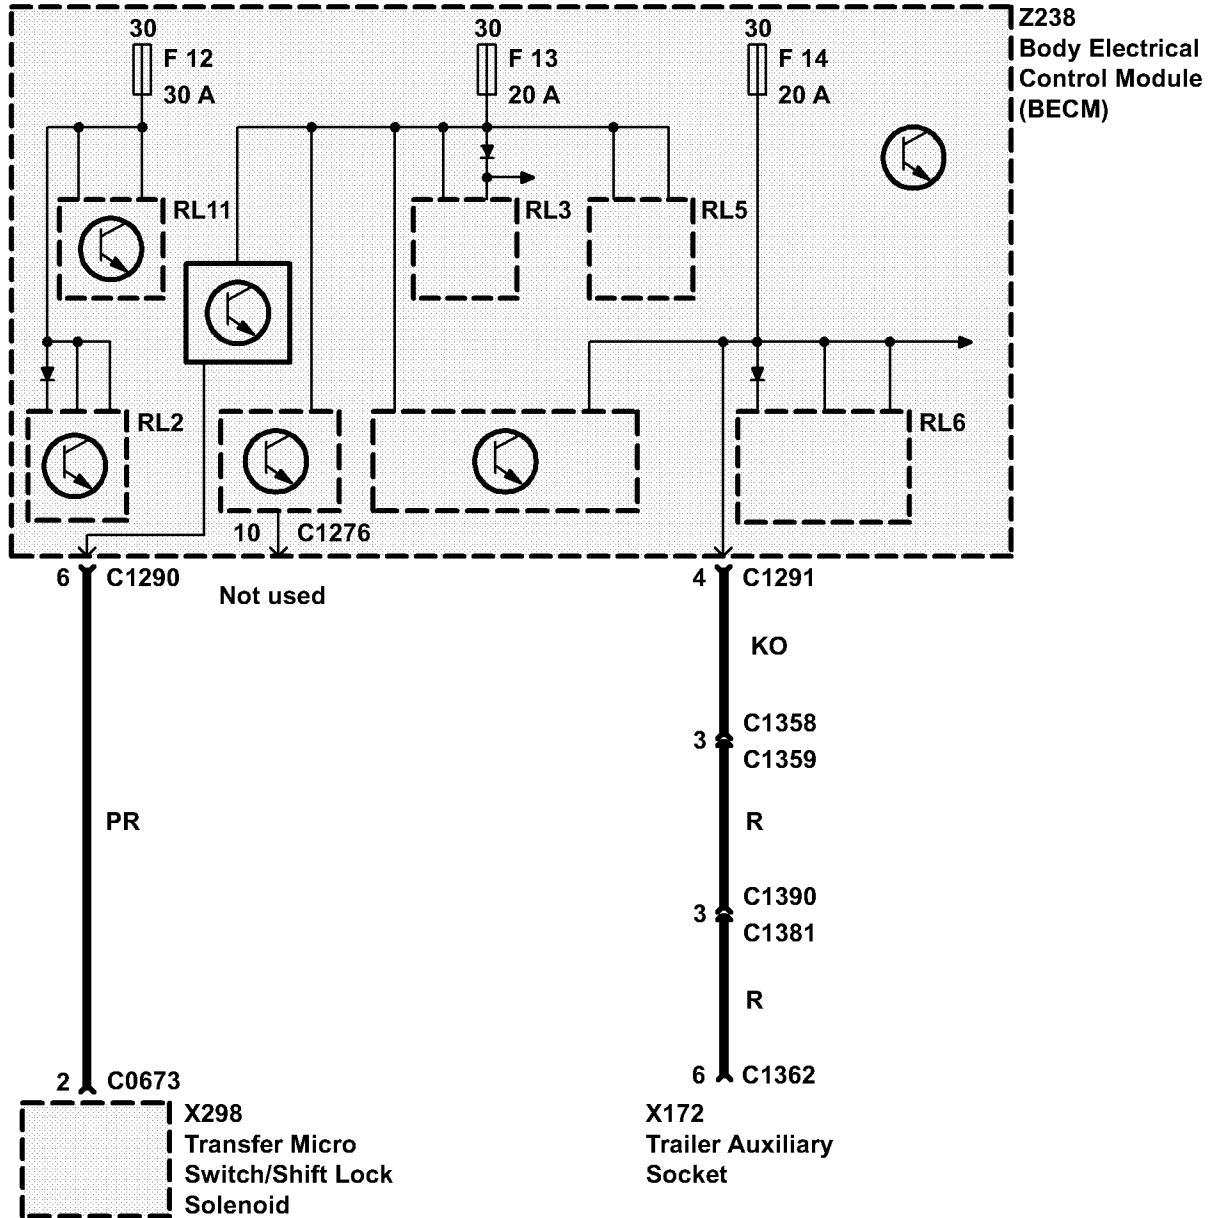 Z238
Body Electrical
Control Module
(BECM)
30
F 12
30 A
30
F 13
20 A
30
F 14
20 A
RL11
RL3
RL5
RL2
RL6
10 C1276
6 C1290
Not used
4 C1291
KO
C1358
3
C1359
PR
R
C1390
3
C1381
R
2 C0673
6 C1362
X298
Transfer Micro
Switch/Shift Lock
Solenoid
X172
Trailer Auxiliary
Socket